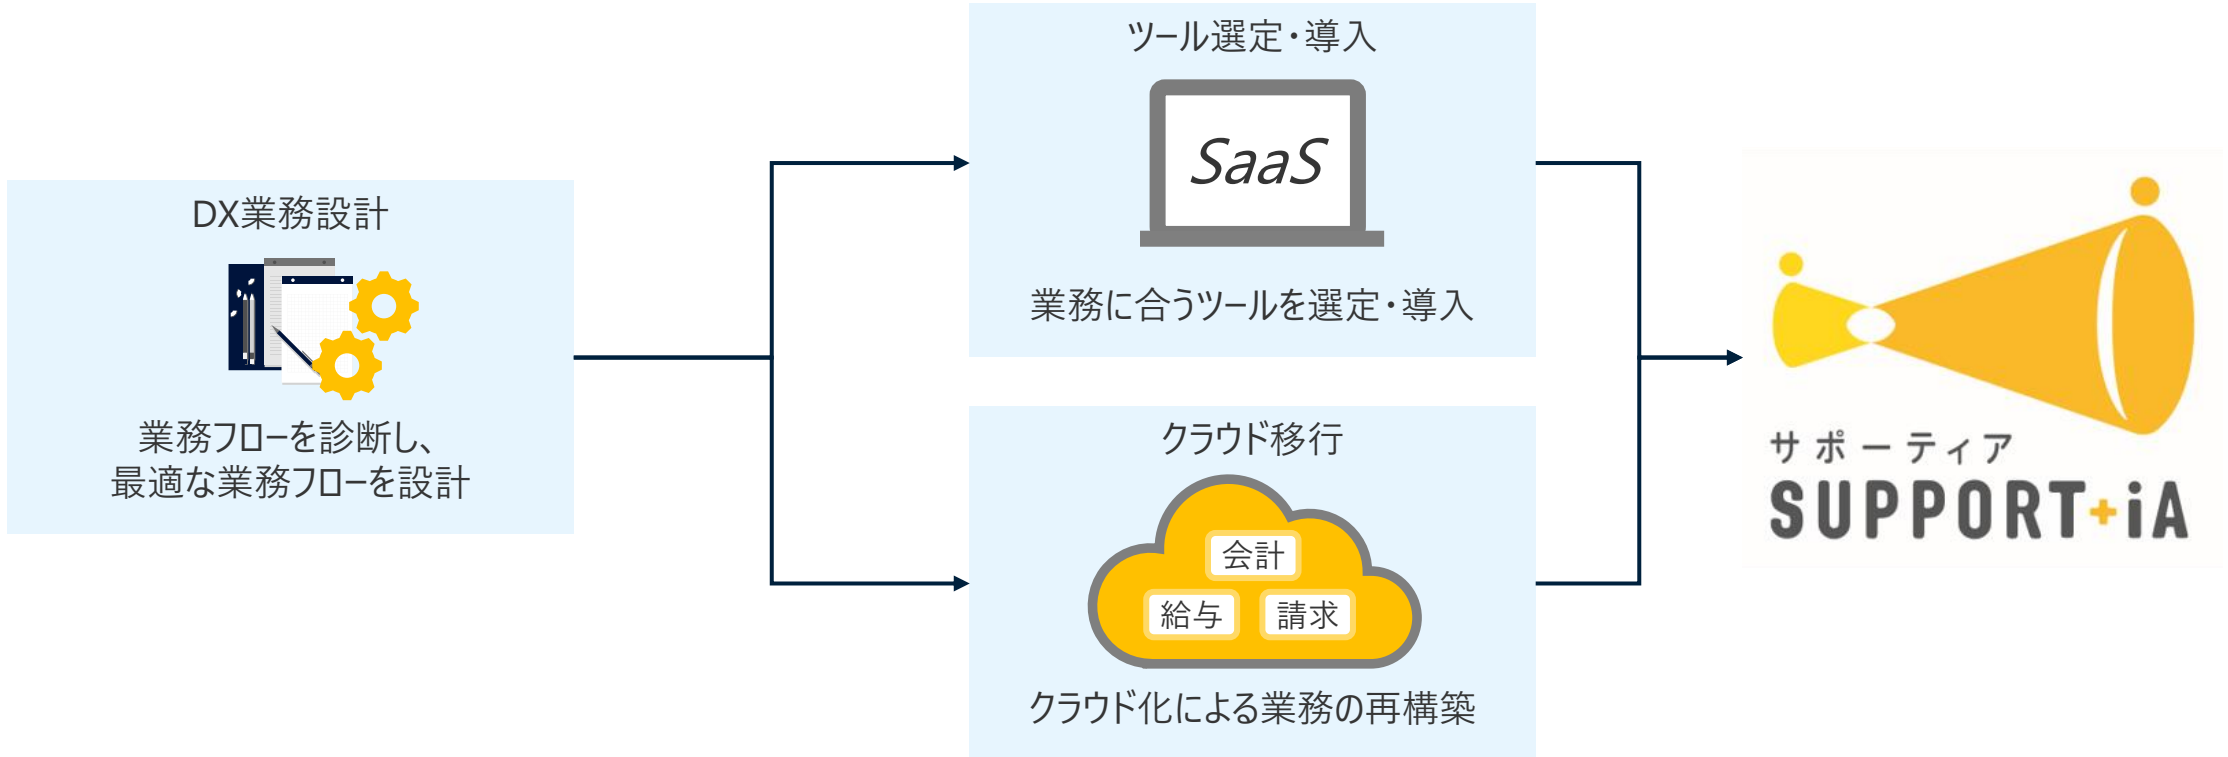 DX業務設計
業務フローを診断し、
最適な業務フローを設計
ツール選定・導入
SaaS
業務に合うツールを選定・導入
クラウド移行
会計
給与
請求
クラウド化による業務の再構築
サポーティア
SUPPORT+iA